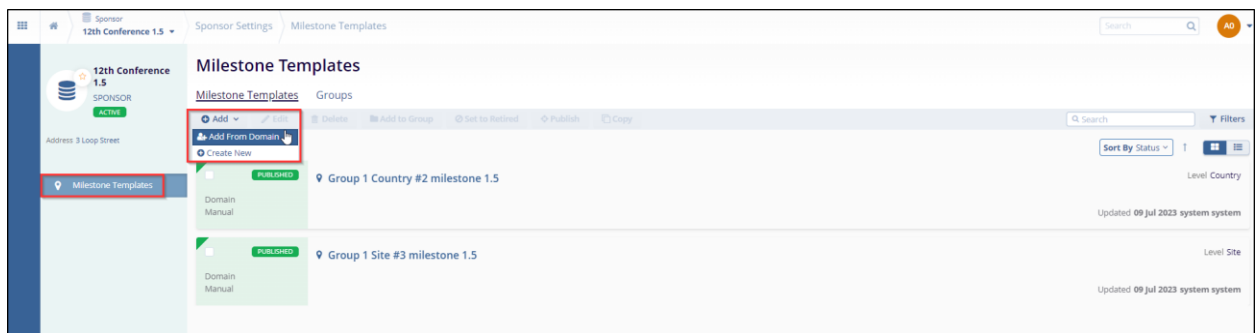 Sponsor
12th Conference 1.5
Sponsor Settings
Milestone Templates
Search
AD
12th Conference
1.5
SPONSOR
ACTIVE
Address 3 Loop Street
Milestone Templates
Milestone Templates
Milestone Templates Groups
Add Edit Delete Add to Group Set to Retired Publish Copy
Search
Filters
Add From Domain
Create New
Sort By Status
PUBLISHED
Group 1 Country #2 milestone 1.5
Level Country
Domain
Manual
Updated 09 Jul 2023 system system
PUBLISHED
Group 1 Site #3 milestone 1.5
Level Site
Domain
Manual
Updated 09 Jul 2023 system system